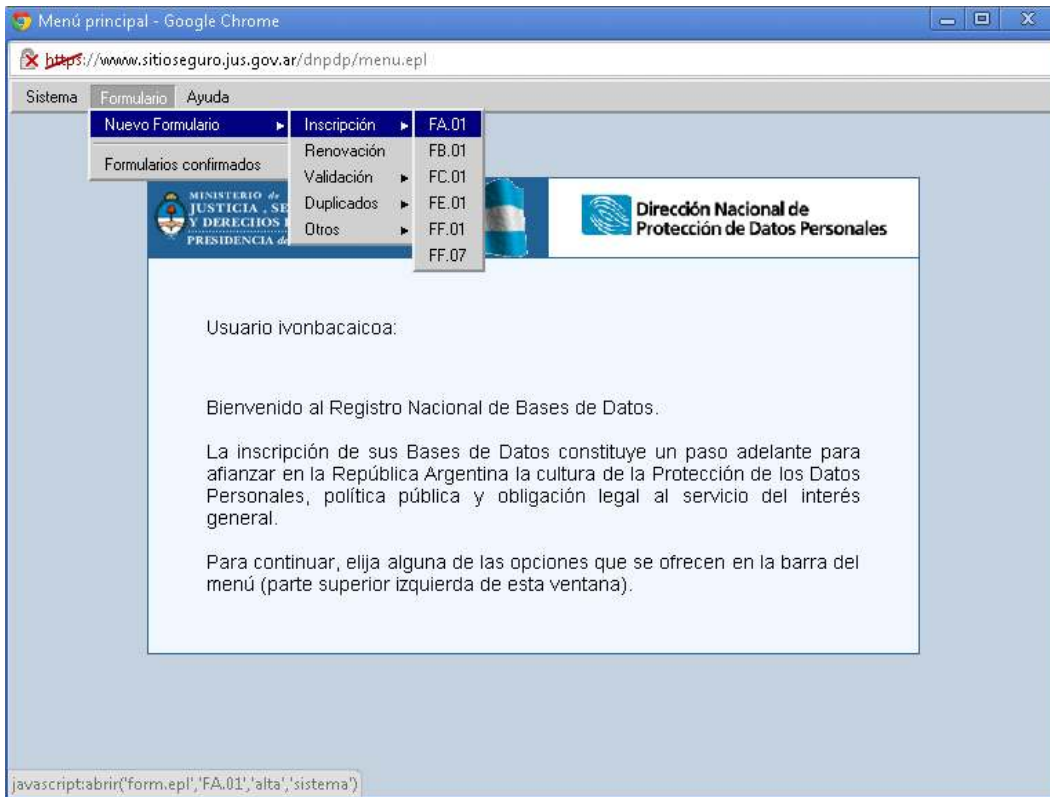 Menú principal - Google Chrome
https://www.sitioseguro.jus.gov.ar/dnpdp/menu.epl
Sistema Formulario Ayuda
Nuevo Formulario
Formularios confirmados
Inscripción
Renovación
Validación
Duplicados
Otros
FA.01
FB.01
FC.01
FE.01
FF.01
FF.07
MINISTERIO de
JUSTICIA , SE
Y DERECHOS
PRESIDENCIA de
Dirección Nacional de
Protección de Datos Personales
Usuario ivonbacaicoa:
Bienvenido al Registro Nacional de Bases de Datos.
La inscripción de sus Bases de Datos constituye un paso adelante para
afianzar en la República Argentina la cultura de la Protección de los Datos
Personales, política pública y obligación legal al servicio del interés
general.
Para continuar, elija alguna de las opciones que se ofrecen en la barra del
menú (parte superior izquierda de esta ventana).
javascript:abrir('form.epl','FA.01','alta','sistema')